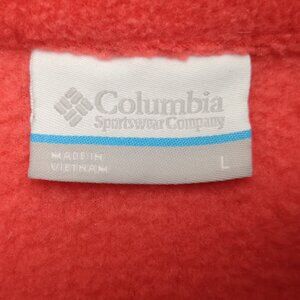 Columbia
Sportswear Company
MADE IN
VIETNAM
L